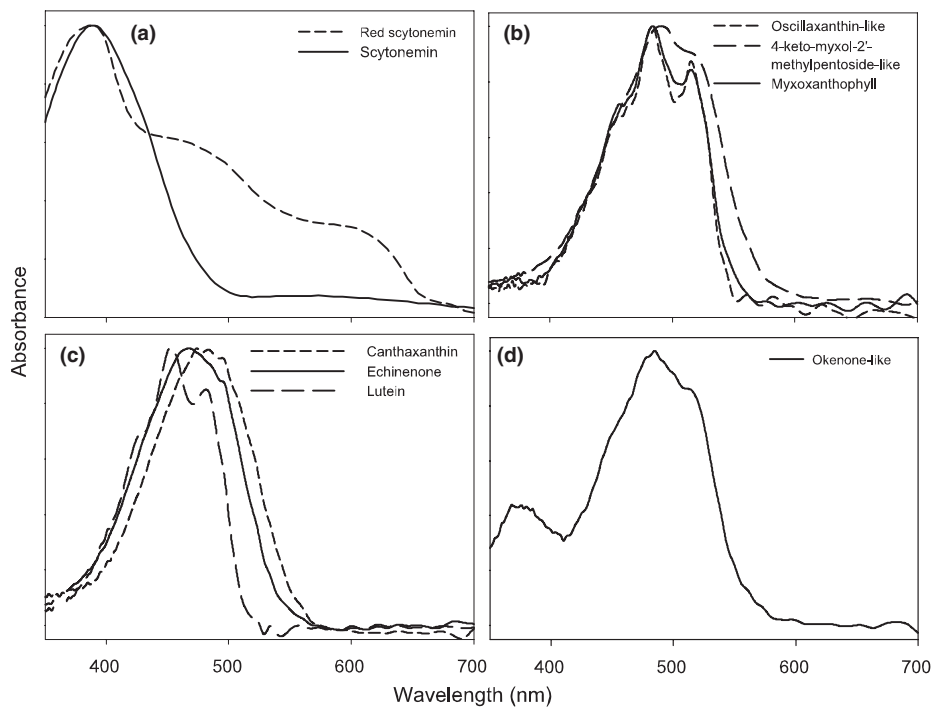 (a)
Red scytonemin
Scytonemin
(b)
Oscillaxanthin-like
4-keto-myxol-2'-
methylpentoside-like
Myxoxanthophyll
Absorbance
(c)
Canthaxanthin
Echinenone
Lutein
400 500 600 700
(d)
Okenone-like
400 500 600 700
Wavelength (nm)